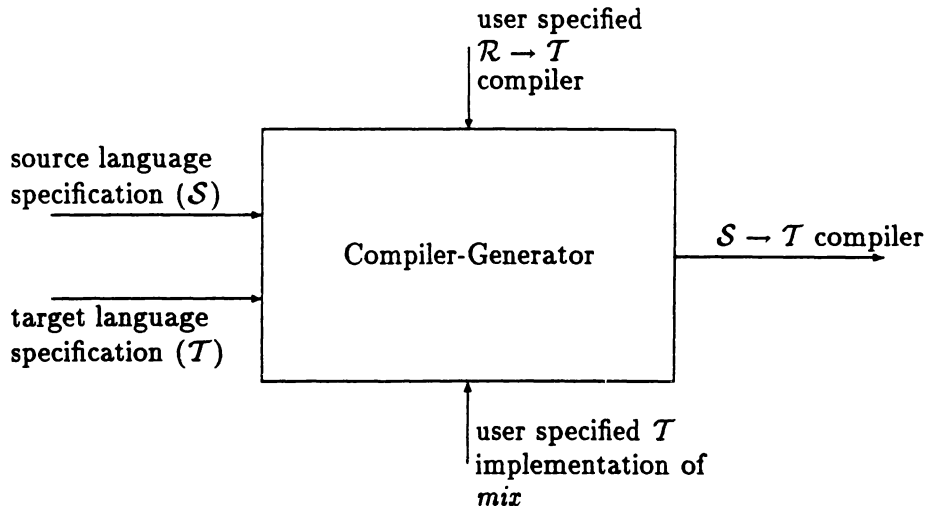 user specified
ℛ → 𝒯
compiler
source language
specification (𝒮)
Compiler-Generator
𝒮 → 𝒯 compiler
target language
specification (𝒯)
user specified 𝒯
implementation of
mix